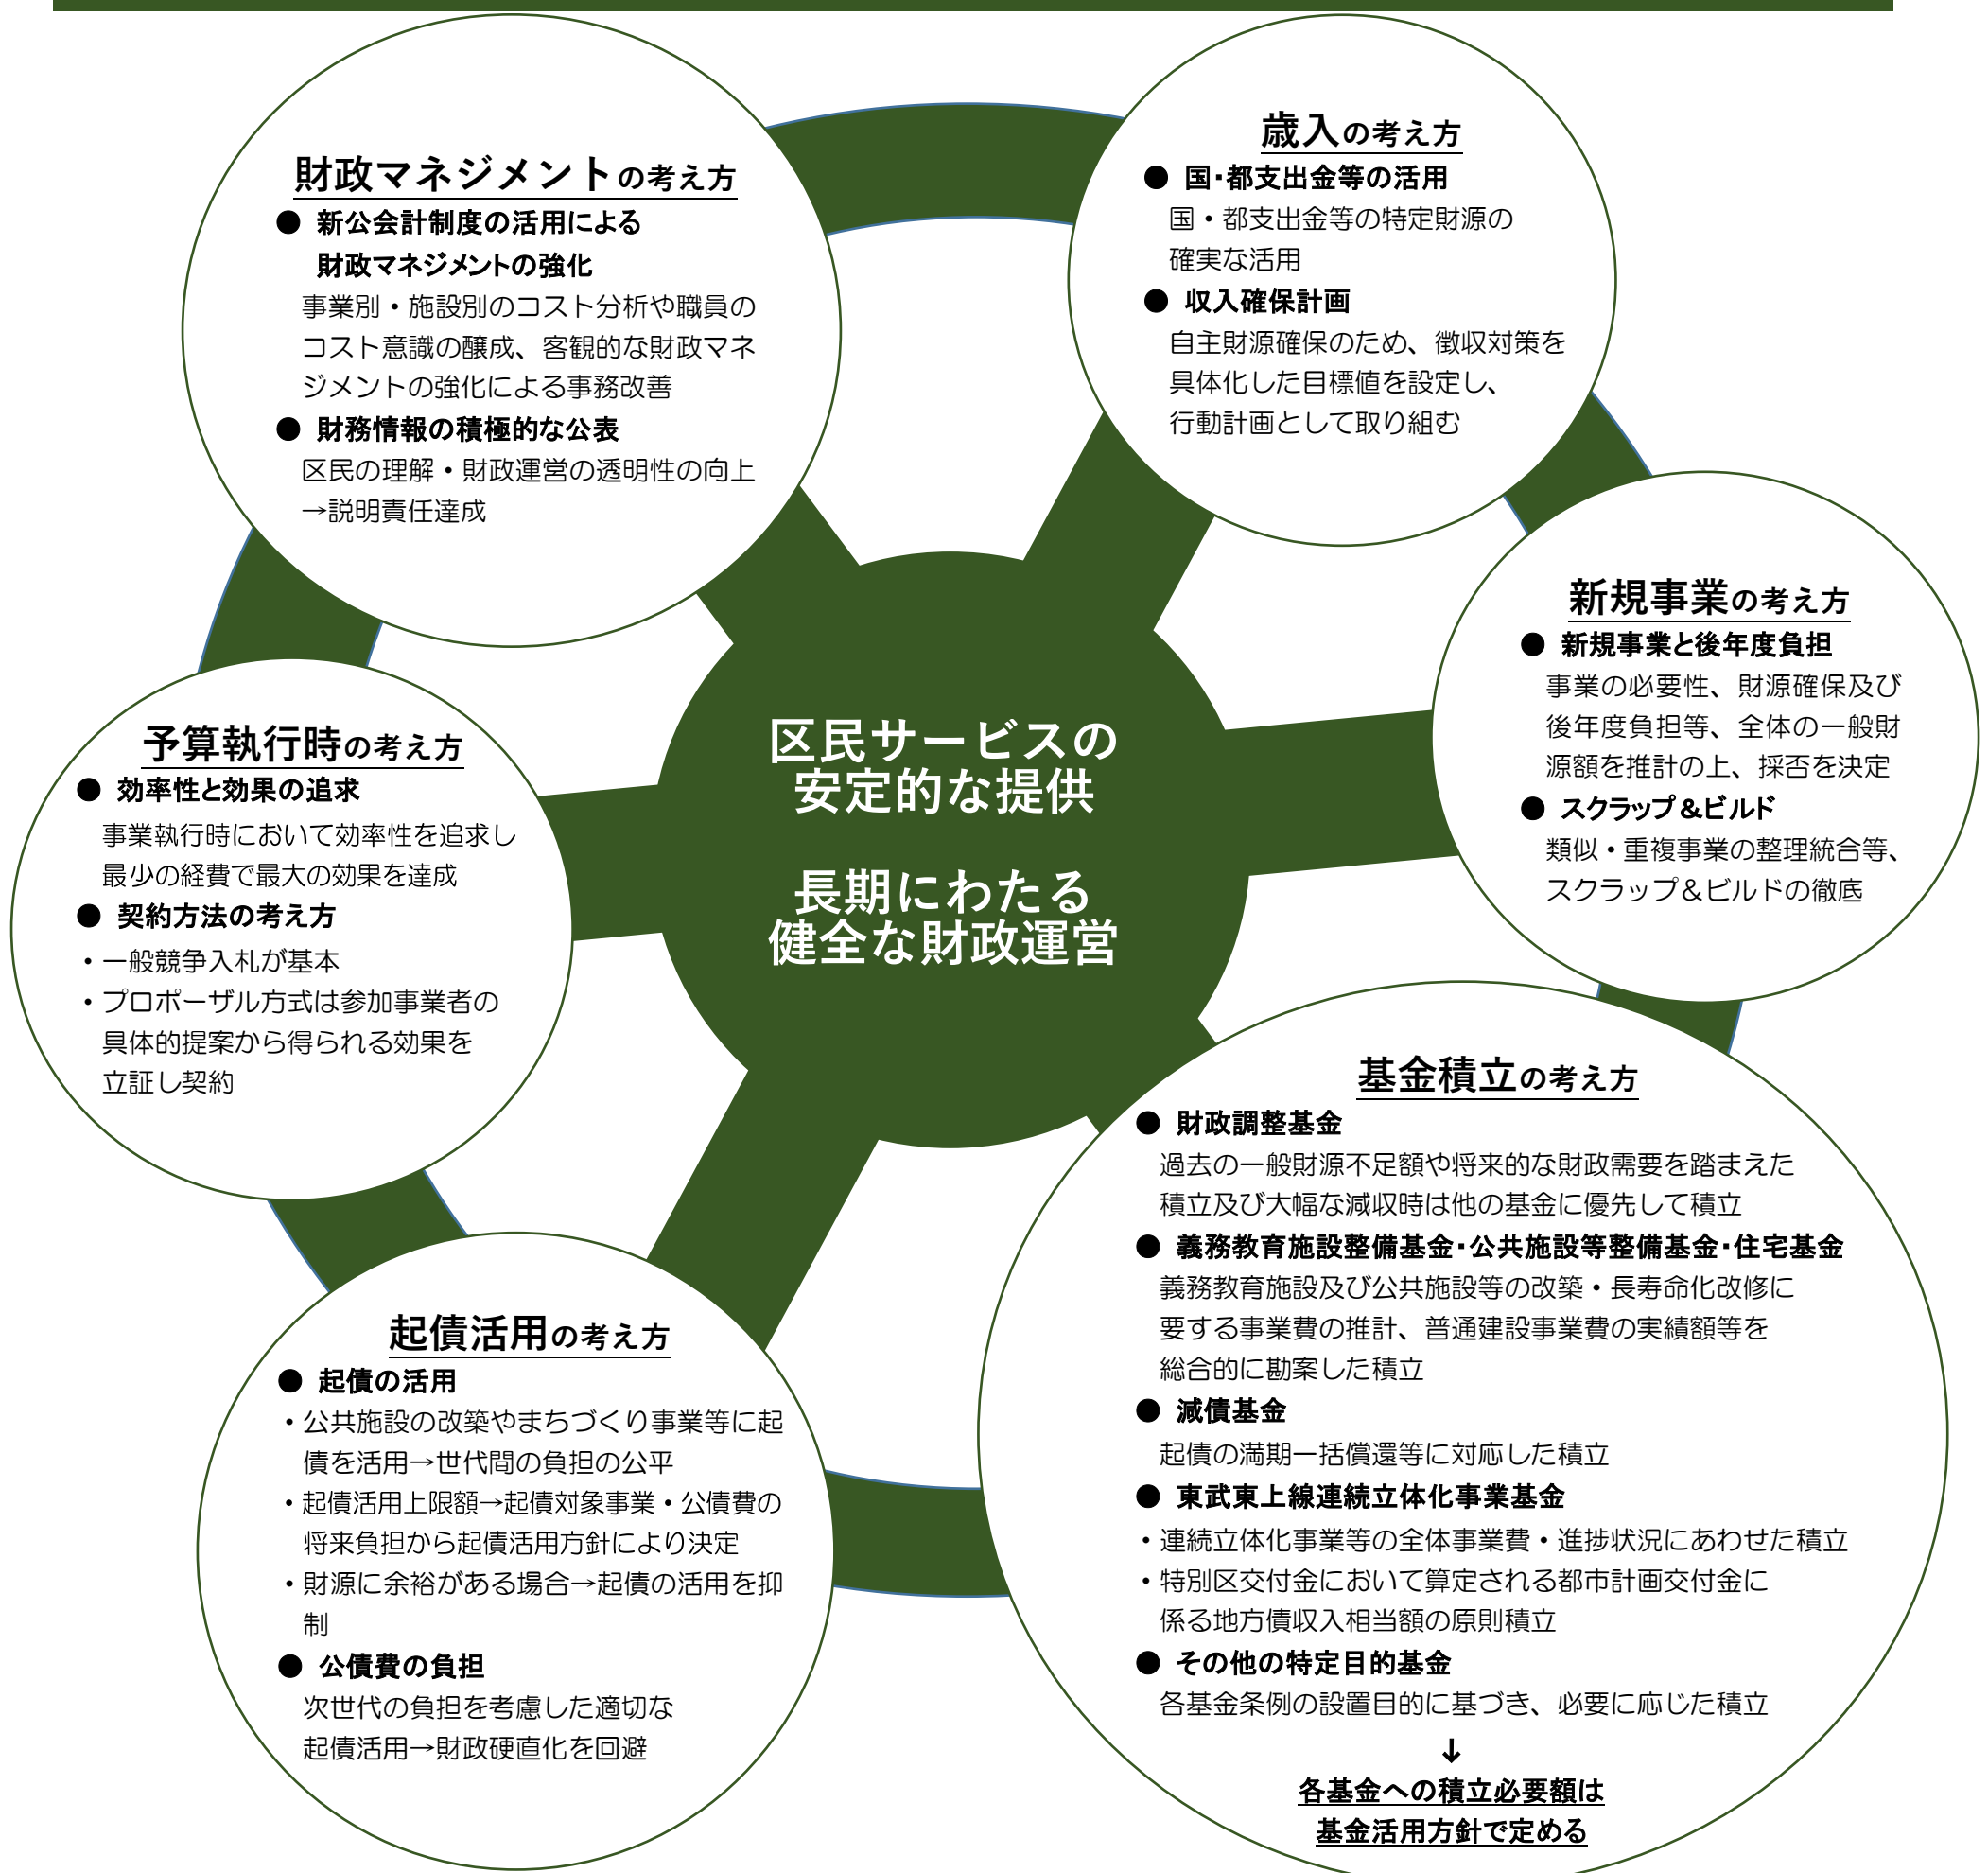 財政マネジメントの考え方
● 新公会計制度の活用による
財政マネジメントの強化
事業別・施設別のコスト分析や職員の
コスト意識の醸成、客観的な財政マネ
ジメントの強化による事務改善
● 財務情報の積極的な公表
区民の理解・財政運営の透明性の向上
→説明責任達成
歳入の考え方
● 国・都支出金等の活用
国・都支出金等の特定財源の
確実な活用
● 収入確保計画
自主財源確保のため、徴収対策を
具体化した目標値を設定し、
行動計画として取り組む
新規事業の考え方
● 新規事業と後年度負担
事業の必要性、財源確保及び
後年度負担等、全体の一般財
源額を推計の上、採否を決定
● スクラップ＆ビルド
類似・重複事業の整理統合等、
スクラップ＆ビルドの徹底
区民サービスの
安定的な提供
長期にわたる
健全な財政運営
予算執行時の考え方
● 効率性と効果の追求
事業執行時において効率性を追求し
最少の経費で最大の効果を達成
● 契約方法の考え方
・一般競争入札が基本
・プロポーザル方式は参加事業者の
具体的提案から得られる効果を
立証し契約
基金積立の考え方
● 財政調整基金
過去の一般財源不足額や将来的な財政需要を踏まえた
積立及び大幅な減収時は他の基金に優先して積立
● 義務教育施設整備基金・公共施設等整備基金・住宅基金
義務教育施設及び公共施設等の改築・長寿命化改修に
要する事業費の推計、普通建設事業費の実績額等を
総合的に勘案した積立
● 減債基金
起債の満期一括償還等に対応した積立
● 東武東上線連続立体化事業基金
・連続立体化事業等の全体事業費・進捗状況にあわせた積立
・特別区交付金において算定される都市計画交付金に
係る地方債収入相当額の原則積立
● その他の特定目的基金
各基金条例の設置目的に基づき、必要に応じた積立
↓
各基金への積立必要額は
基金活用方針で定める
起債活用の考え方
● 起債の活用
・公共施設の改築やまちづくり事業等に起
債を活用→世代間の負担の公平
・起債活用上限額→起債対象事業・公債費の
将来負担から起債活用方針により決定
・財源に余裕がある場合→起債の活用を抑
制
● 公債費の負担
次世代の負担を考慮した適切な
起債活用→財政硬直化を回避